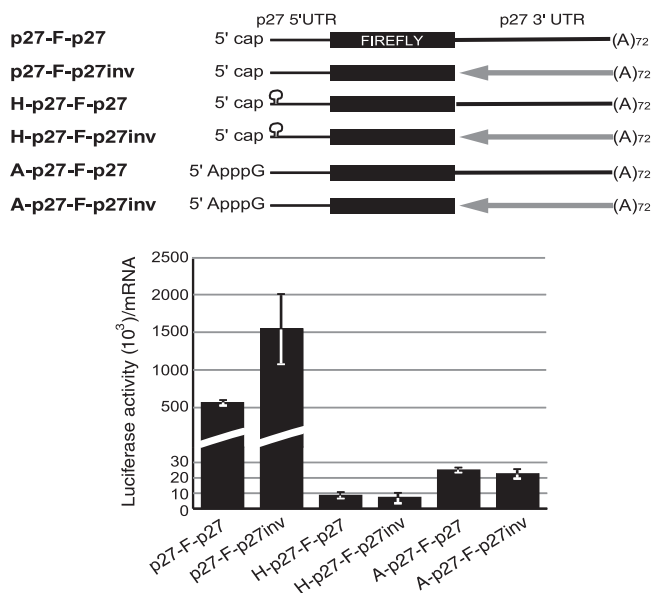 p27 5'UTR p27 3' UTR
p27-F-p27 5' cap FIREFLY (A)72
p27-F-p27inv 5' cap (A)72
H-p27-F-p27 5' cap (A)72
H-p27-F-p27inv 5' cap (A)72
A-p27-F-p27 5' ApppG (A)72
A-p27-F-p27inv 5' ApppG (A)72
Luciferase activity (10³)/mRNA
2500
2000
1500
1000
500
30
20
10
0
p27-F-p27
p27-F-p27inv
H-p27-F-p27
H-p27-F-p27inv
A-p27-F-p27
A-p27-F-p27inv